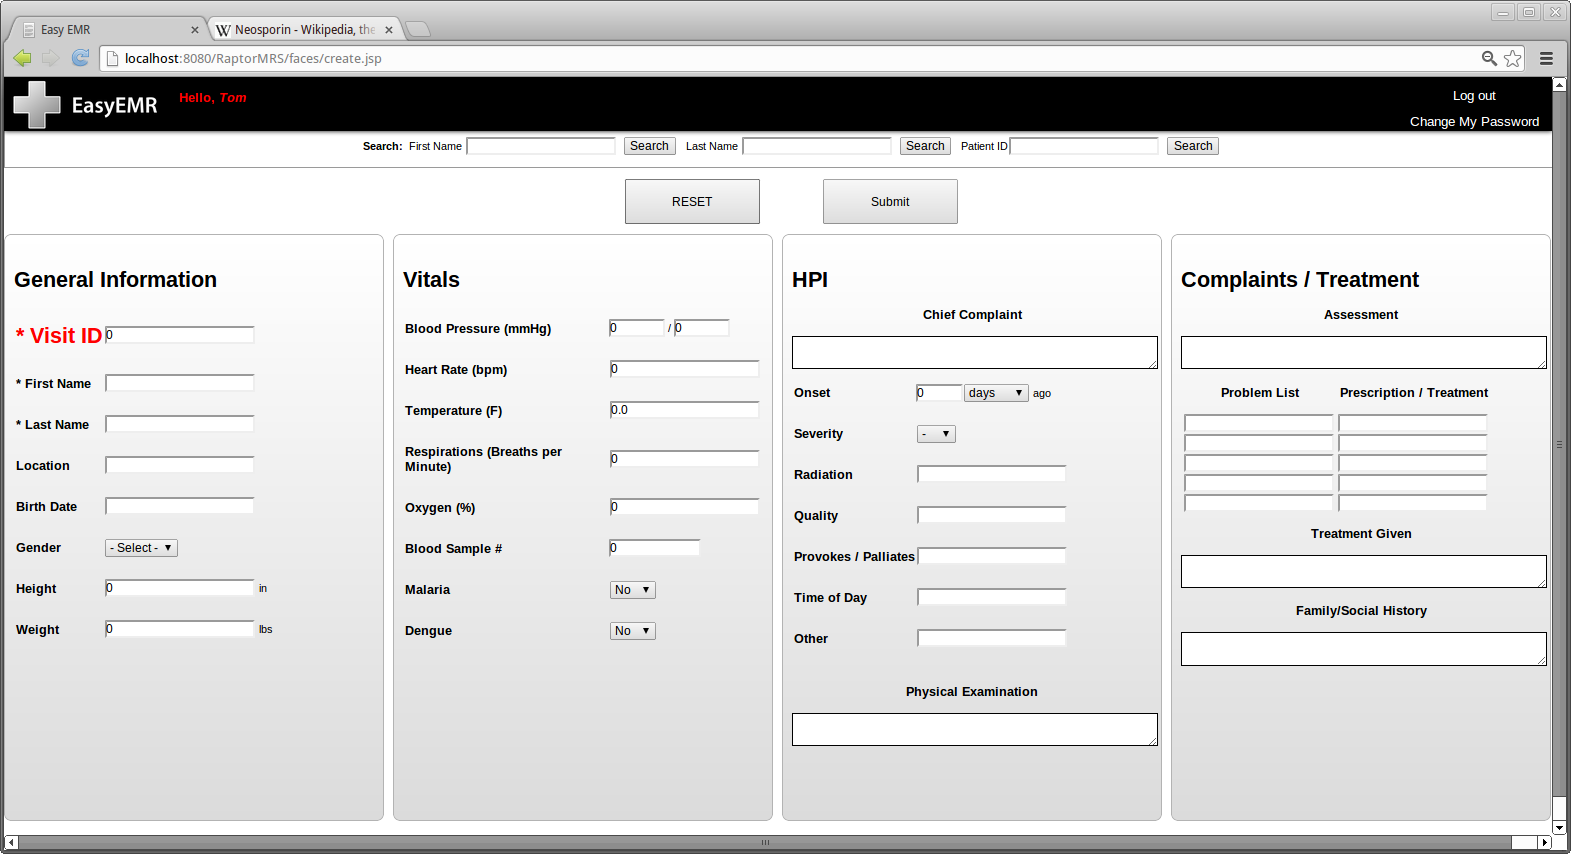 Easy EMR
Neosporin - Wikipedia, the
localhost:8080/RaptorMRS/faces/create.jsp
EasyEMR
Hello, Tom
Log out
Change My Password
Search: First Name Search Last Name Search Patient ID Search
RESET Submit
General Information
* Visit ID 0
* First Name
* Last Name
Location
Birth Date
Gender - Select -
Height 0 in
Weight 0 lbs
Vitals
Blood Pressure (mmHg) 0 / 0
Heart Rate (bpm) 0
Temperature (F) 0.0
Respirations (Breaths per
Minute) 0
Oxygen (%) 0
Blood Sample # 0
Malaria No
Dengue No
HPI
Chief Complaint
Onset 0 days ago
Severity -
Radiation
Quality
Provokes / Palliates
Time of Day
Other
Physical Examination
Complaints / Treatment
Assessment
Problem List Prescription / Treatment
Treatment Given
Family/Social History